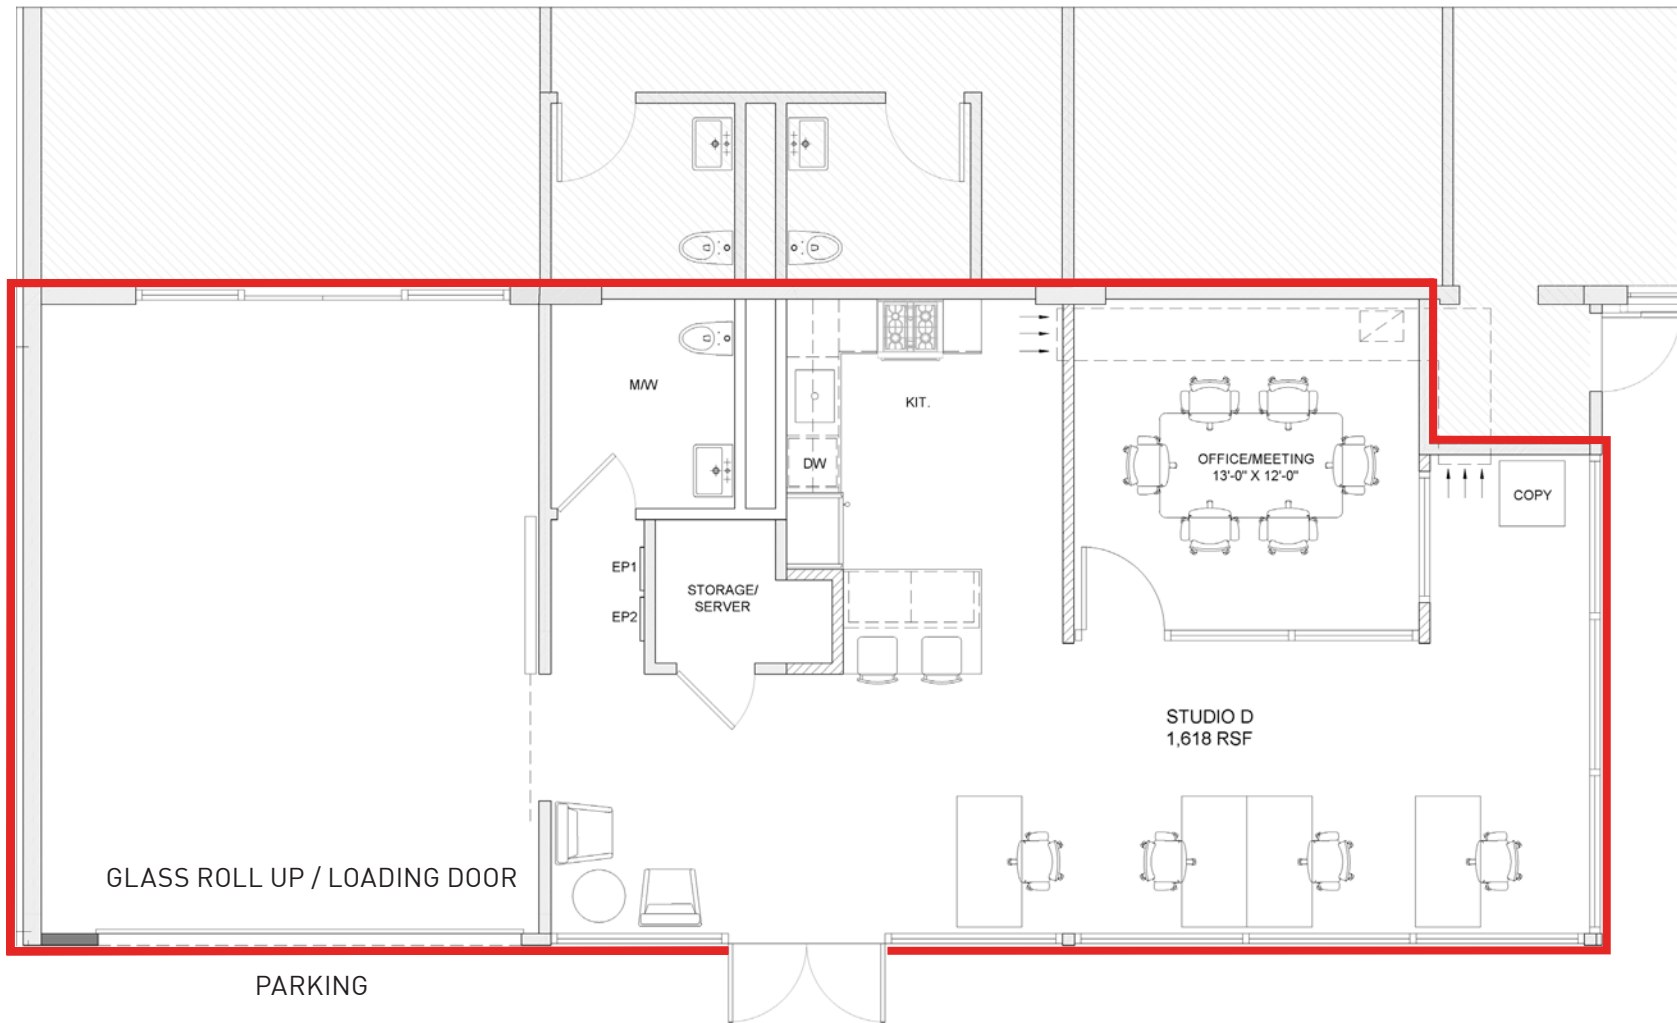 M/W
KIT.
DW
OFFICE/MEETING
13'-0" X 12'-0"
COPY
EP1
EP2
STORAGE/
SERVER
STUDIO D
1,618 RSF
GLASS ROLL UP / LOADING DOOR
PARKING